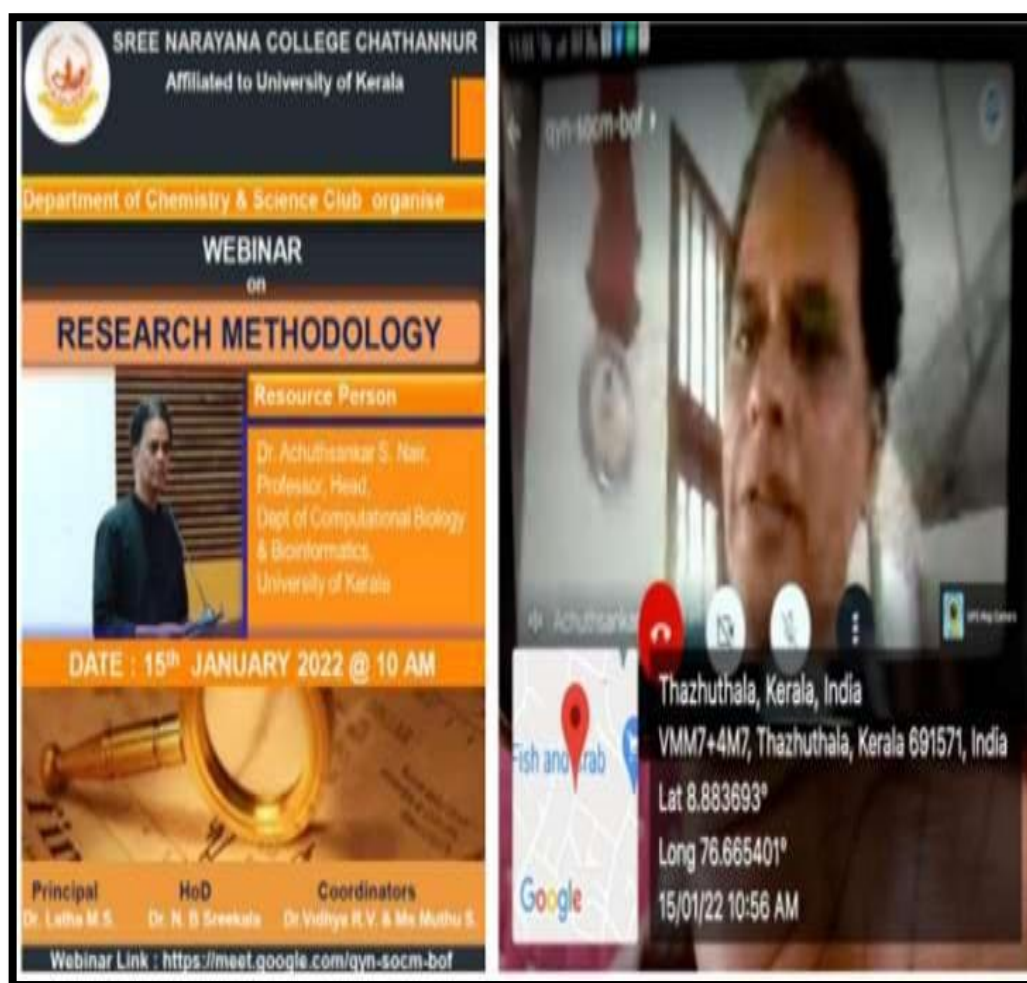 SREE NARAYANA COLLEGE CHATHANNUR
Affiliated to University of Kerala
Department of Chemistry & Science Club organise
WEBINAR
on
RESEARCH METHODOLOGY
Resource Person
Dr. Achuthsankar S. Nair,
Professor, Head,
Dept of Computational Biology
& Bioinformatics,
University of Kerala
DATE : 15th JANUARY 2022 @ 10 AM
Principal
Dr. Latha M.S.
HoD
Dr. N. B Sreekala
Coordinators
Dr.Vidhya R.V. & Ms Muthu S.
Webinar Link : https://meet.google.com/qyn-socm-bof
qyn-socm-bof
Achuthsankar
GPS Map Camera
Fish and
Google
Thazhuthala, Kerala, India
VMM7+4M7, Thazhuthala, Kerala 691571, India
Lat 8.883693°
Long 76.665401°
15/01/22 10:56 AM